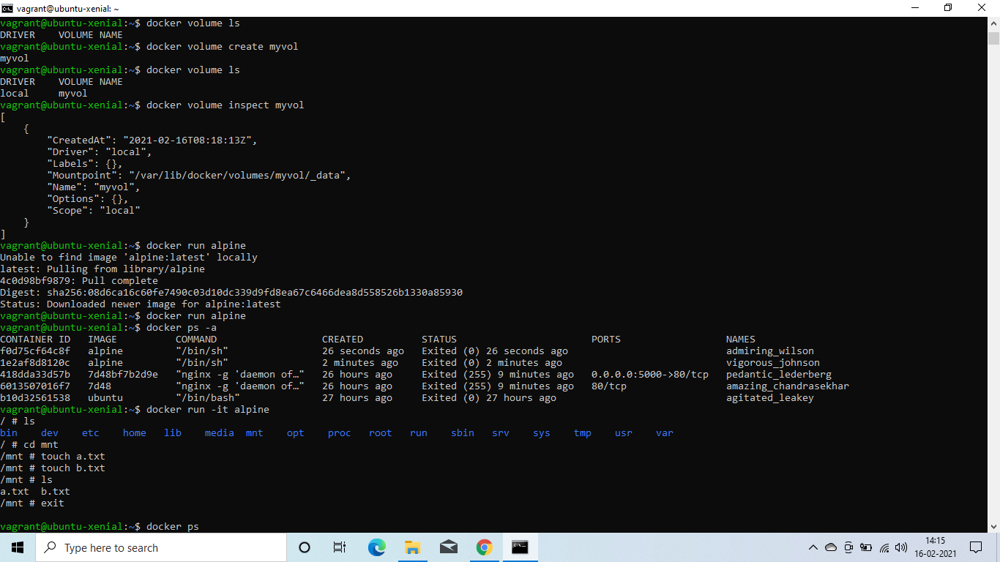 vagrant@ubuntu-xenial: ~
vagrant@ubuntu-xenial:~$ docker volume ls
DRIVER    VOLUME NAME
vagrant@ubuntu-xenial:~$ docker volume create myvol
myvol
vagrant@ubuntu-xenial:~$ docker volume ls
DRIVER    VOLUME NAME
local     myvol
vagrant@ubuntu-xenial:~$ docker volume inspect myvol
[
    {
        "CreatedAt": "2021-02-16T08:18:13Z",
        "Driver": "local",
        "Labels": {},
        "Mountpoint": "/var/lib/docker/volumes/myvol/_data",
        "Name": "myvol",
        "Options": {},
        "Scope": "local"
    }
]
vagrant@ubuntu-xenial:~$ docker run alpine
Unable to find image 'alpine:latest' locally
latest: Pulling from library/alpine
4c0d98bf9879: Pull complete
Digest: sha256:08d6ca16c60fe7490c03d10dc339d9fd8ea67c6466dea8d558526b1330a85930
Status: Downloaded newer image for alpine:latest
vagrant@ubuntu-xenial:~$ docker run alpine
vagrant@ubuntu-xenial:~$ docker ps -a
CONTAINER ID   IMAGE          COMMAND                  CREATED          STATUS                       PORTS                  NAMES
f0d75cf64c8f   alpine         "/bin/sh"                26 seconds ago   Exited (0) 26 seconds ago                           admiring_wilson
1e2af8d8120c   alpine         "/bin/sh"                2 minutes ago    Exited (0) 2 minutes ago                            vigorous_johnson
418dda33d57b   7d48bf7b2d9e   "nginx -g 'daemon of…"   26 hours ago     Exited (255) 9 minutes ago   0.0.0.0:5000->80/tcp   pedantic_lederberg
6013507016f7   7d48           "nginx -g 'daemon of…"   26 hours ago     Exited (255) 9 minutes ago   80/tcp                 amazing_chandrasekhar
b10d32561538   ubuntu         "/bin/bash"              27 hours ago     Exited (0) 27 hours ago                             agitated_leakey
vagrant@ubuntu-xenial:~$ docker run -it alpine
/ # ls
bin    dev    etc    home   lib    media  mnt    opt    proc   root   run    sbin   srv    sys    tmp    usr    var
/ # cd mnt
/mnt # touch a.txt
/mnt # touch b.txt
/mnt # ls
a.txt  b.txt
/mnt # exit
vagrant@ubuntu-xenial:~$ docker ps
Type here to search
14:15
16-02-2021